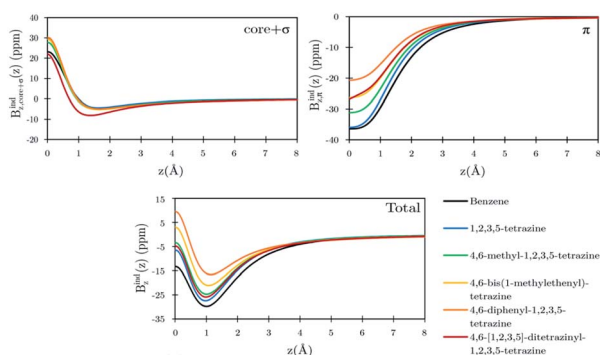 core+σ
B^ind_z,core+σ(z) (ppm)
40
30
20
10
0
-10
-20
0 1 2 3 4 5 6 7 8
z(Å)
π
B^ind_z,π(z) (ppm)
0
-10
-20
-30
-40
0 1 2 3 4 5 6 7 8
z(Å)
Total
B^ind_z(z) (ppm)
15
5
-5
-15
-25
-35
0 1 2 3 4 5 6 7 8
z(Å)
Benzene
1,2,3,5-tetrazine
4,6-methyl-1,2,3,5-
tetrazine
4,6-bis(1-methylethenyl)-
tetrazine
4,6-diphenyl-1,2,3,5-
tetrazine
4,6-[1,2,3,5]-ditetrazinyl-
1,2,3,5-tetrazine